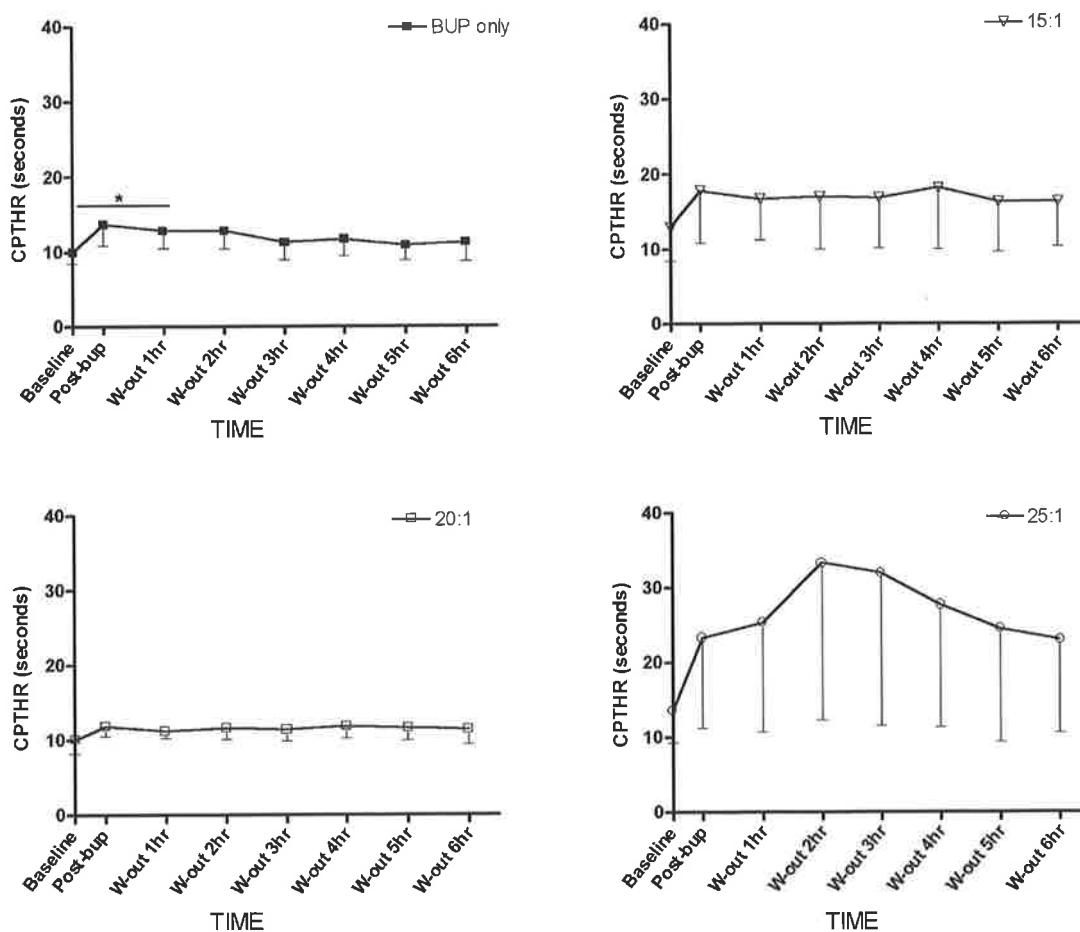 BUP only
CPTHR (seconds)
40
30
20
10
0
*
Baseline
Post-bup
W-out 1hr
W-out 2hr
W-out 3hr
W-out 4hr
W-out 5hr
W-out 6hr
TIME
15:1
CPTHR (seconds)
40
30
20
10
0
Baseline
Post-bup
W-out 1hr
W-out 2hr
W-out 3hr
W-out 4hr
W-out 5hr
W-out 6hr
TIME
20:1
CPTHR (seconds)
40
30
20
10
0
Baseline
Post-bup
W-out 1hr
W-out 2hr
W-out 3hr
W-out 4hr
W-out 5hr
W-out 6hr
TIME
25:1
CPTHR (seconds)
40
30
20
10
0
Baseline
Post-bup
W-out 1hr
W-out 2hr
W-out 3hr
W-out 4hr
W-out 5hr
W-out 6hr
TIME